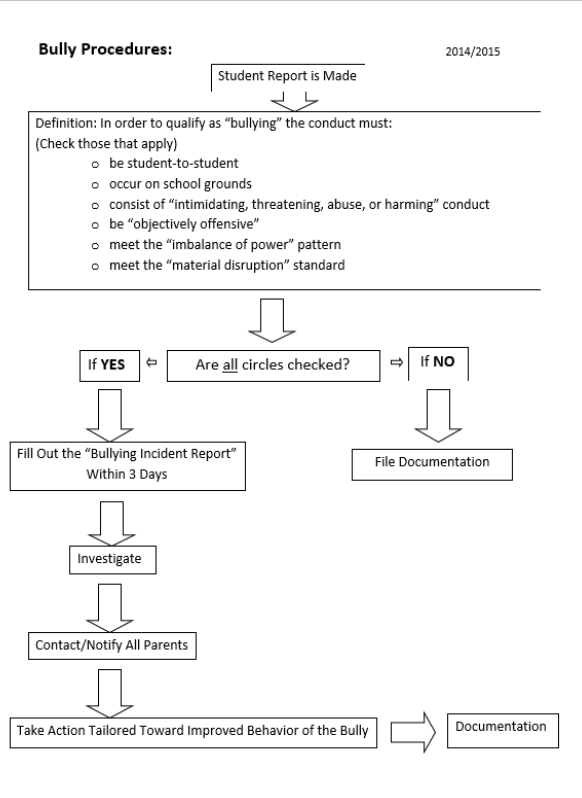 Bully Procedures:
2014/2015
Student Report is Made
Definition: In order to qualify as “bullying” the conduct must:
(Check those that apply)
o be student-to-student
o occur on school grounds
o consist of “intimidating, threatening, abuse, or harming” conduct
o be “objectively offensive”
o meet the “imbalance of power” pattern
o meet the “material disruption” standard
If YES
Are all circles checked?
If NO
Fill Out the “Bullying Incident Report”
Within 3 Days
File Documentation
Investigate
Contact/Notify All Parents
Take Action Tailored Toward Improved Behavior of the Bully
Documentation